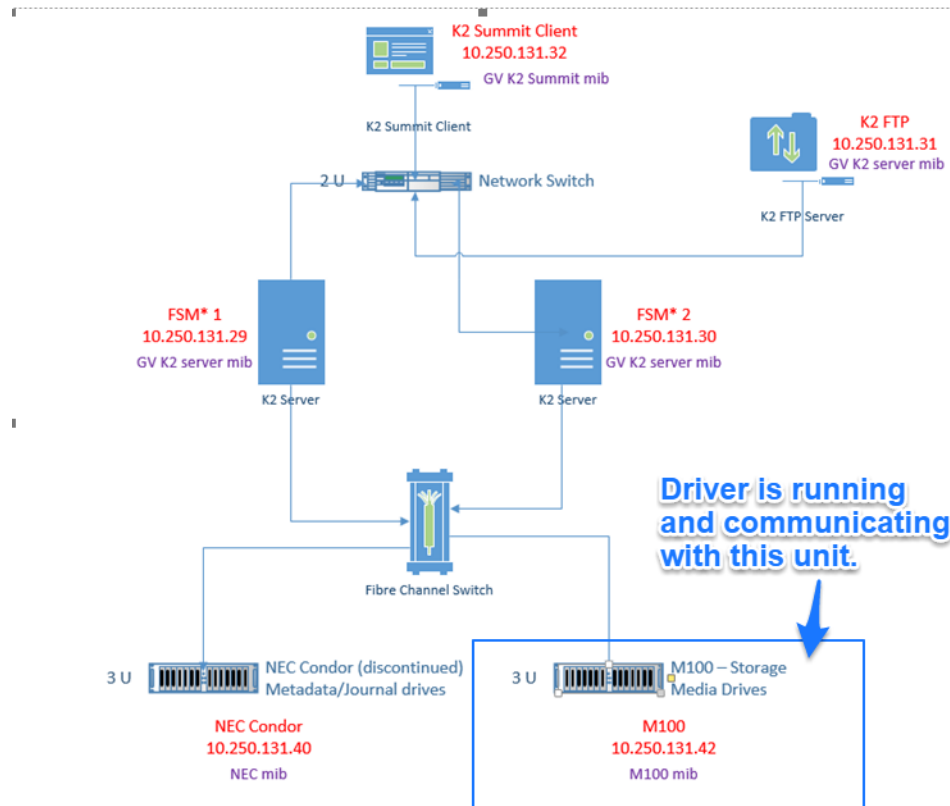 K2 Summit Client
10.250.131.32
GV K2 Summit mib
K2 Summit Client
K2 FTP
10.250.131.31
GV K2 server mib
K2 FTP Server
2 U
Network Switch
FSM* 1
10.250.131.29
GV K2 server mib
K2 Server
FSM* 2
10.250.131.30
GV K2 server mib
K2 Server
Fibre Channel Switch
Driver is running
and communicating
with this unit.
3 U
NEC Condor (discontinued)
Metadata/Journal drives
NEC Condor
10.250.131.40
NEC mib
3 U
M100 – Storage
Media Drives
M100
10.250.131.42
M100 mib